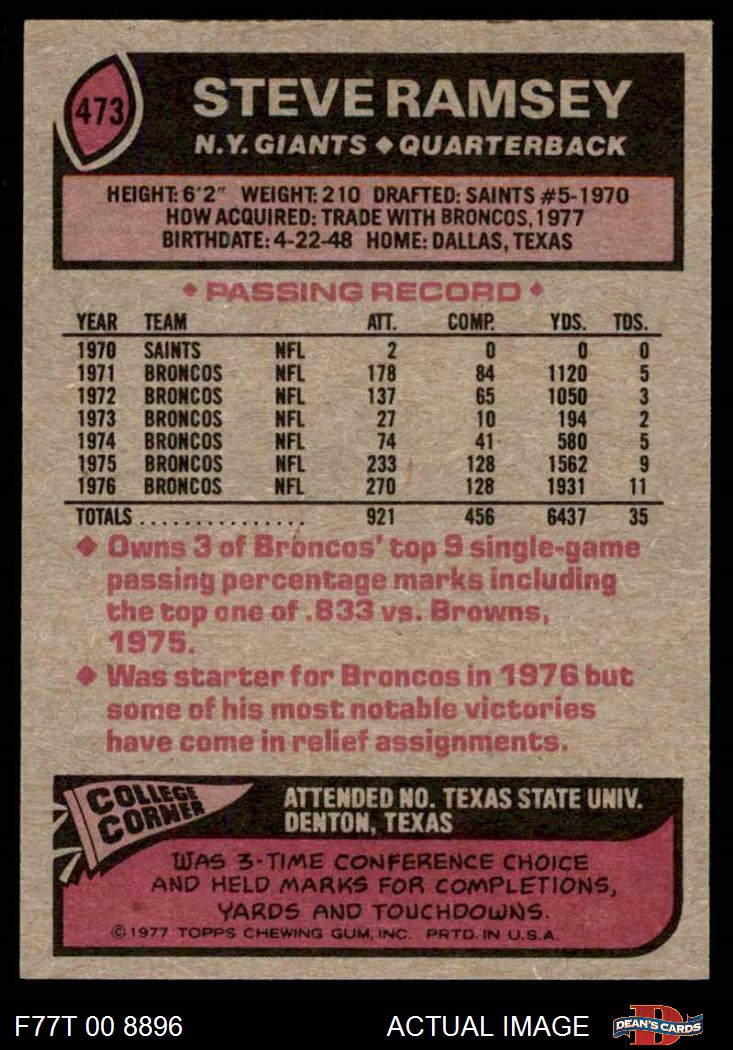 473
STEVE RAMSEY
N.Y. GIANTS ◆ QUARTERBACK
HEIGHT: 6'2" WEIGHT: 210 DRAFTED: SAINTS #5-1970
HOW ACQUIRED: TRADE WITH BRONCOS, 1977
BIRTHDATE: 4-22-48 HOME: DALLAS, TEXAS
◆ PASSING RECORD ◆
YEAR TEAM ATT. COMP. YDS. TDS.
1970 SAINTS NFL 2 0 0 0
1971 BRONCOS NFL 178 84 1120 5
1972 BRONCOS NFL 137 65 1050 3
1973 BRONCOS NFL 27 10 194 2
1974 BRONCOS NFL 74 41 580 5
1975 BRONCOS NFL 233 128 1562 9
1976 BRONCOS NFL 270 128 1931 11
TOTALS................ 921 456 6437 35
◆ Owns 3 of Broncos' top 9 single-game
passing percentage marks including
the top one of .833 vs. Browns,
1975.
◆ Was starter for Broncos in 1976 but
some of his most notable victories
have come in relief assignments.
COLLEGE
CORNER
ATTENDED NO. TEXAS STATE UNIV.
DENTON, TEXAS
WAS 3-TIME CONFERENCE CHOICE
AND HELD MARKS FOR COMPLETIONS,
YARDS AND TOUCHDOWNS.
©1977 TOPPS CHEWING GUM, INC. PRTD. IN U.S.A.
F77T 00 8896
ACTUAL IMAGE
D
DEAN'S CARDS